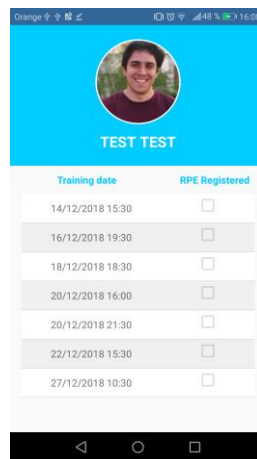 Orange 48 % 16:08
TEST TEST
Training date RPE Registered
14/12/2018 15:30
16/12/2018 19:30
18/12/2018 18:30
20/12/2018 16:00
20/12/2018 21:30
22/12/2018 15:30
27/12/2018 10:30